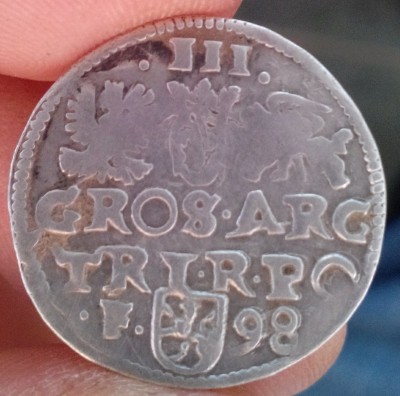 · III ·
GROS · ARG
TRI · R · PO
· F · 98